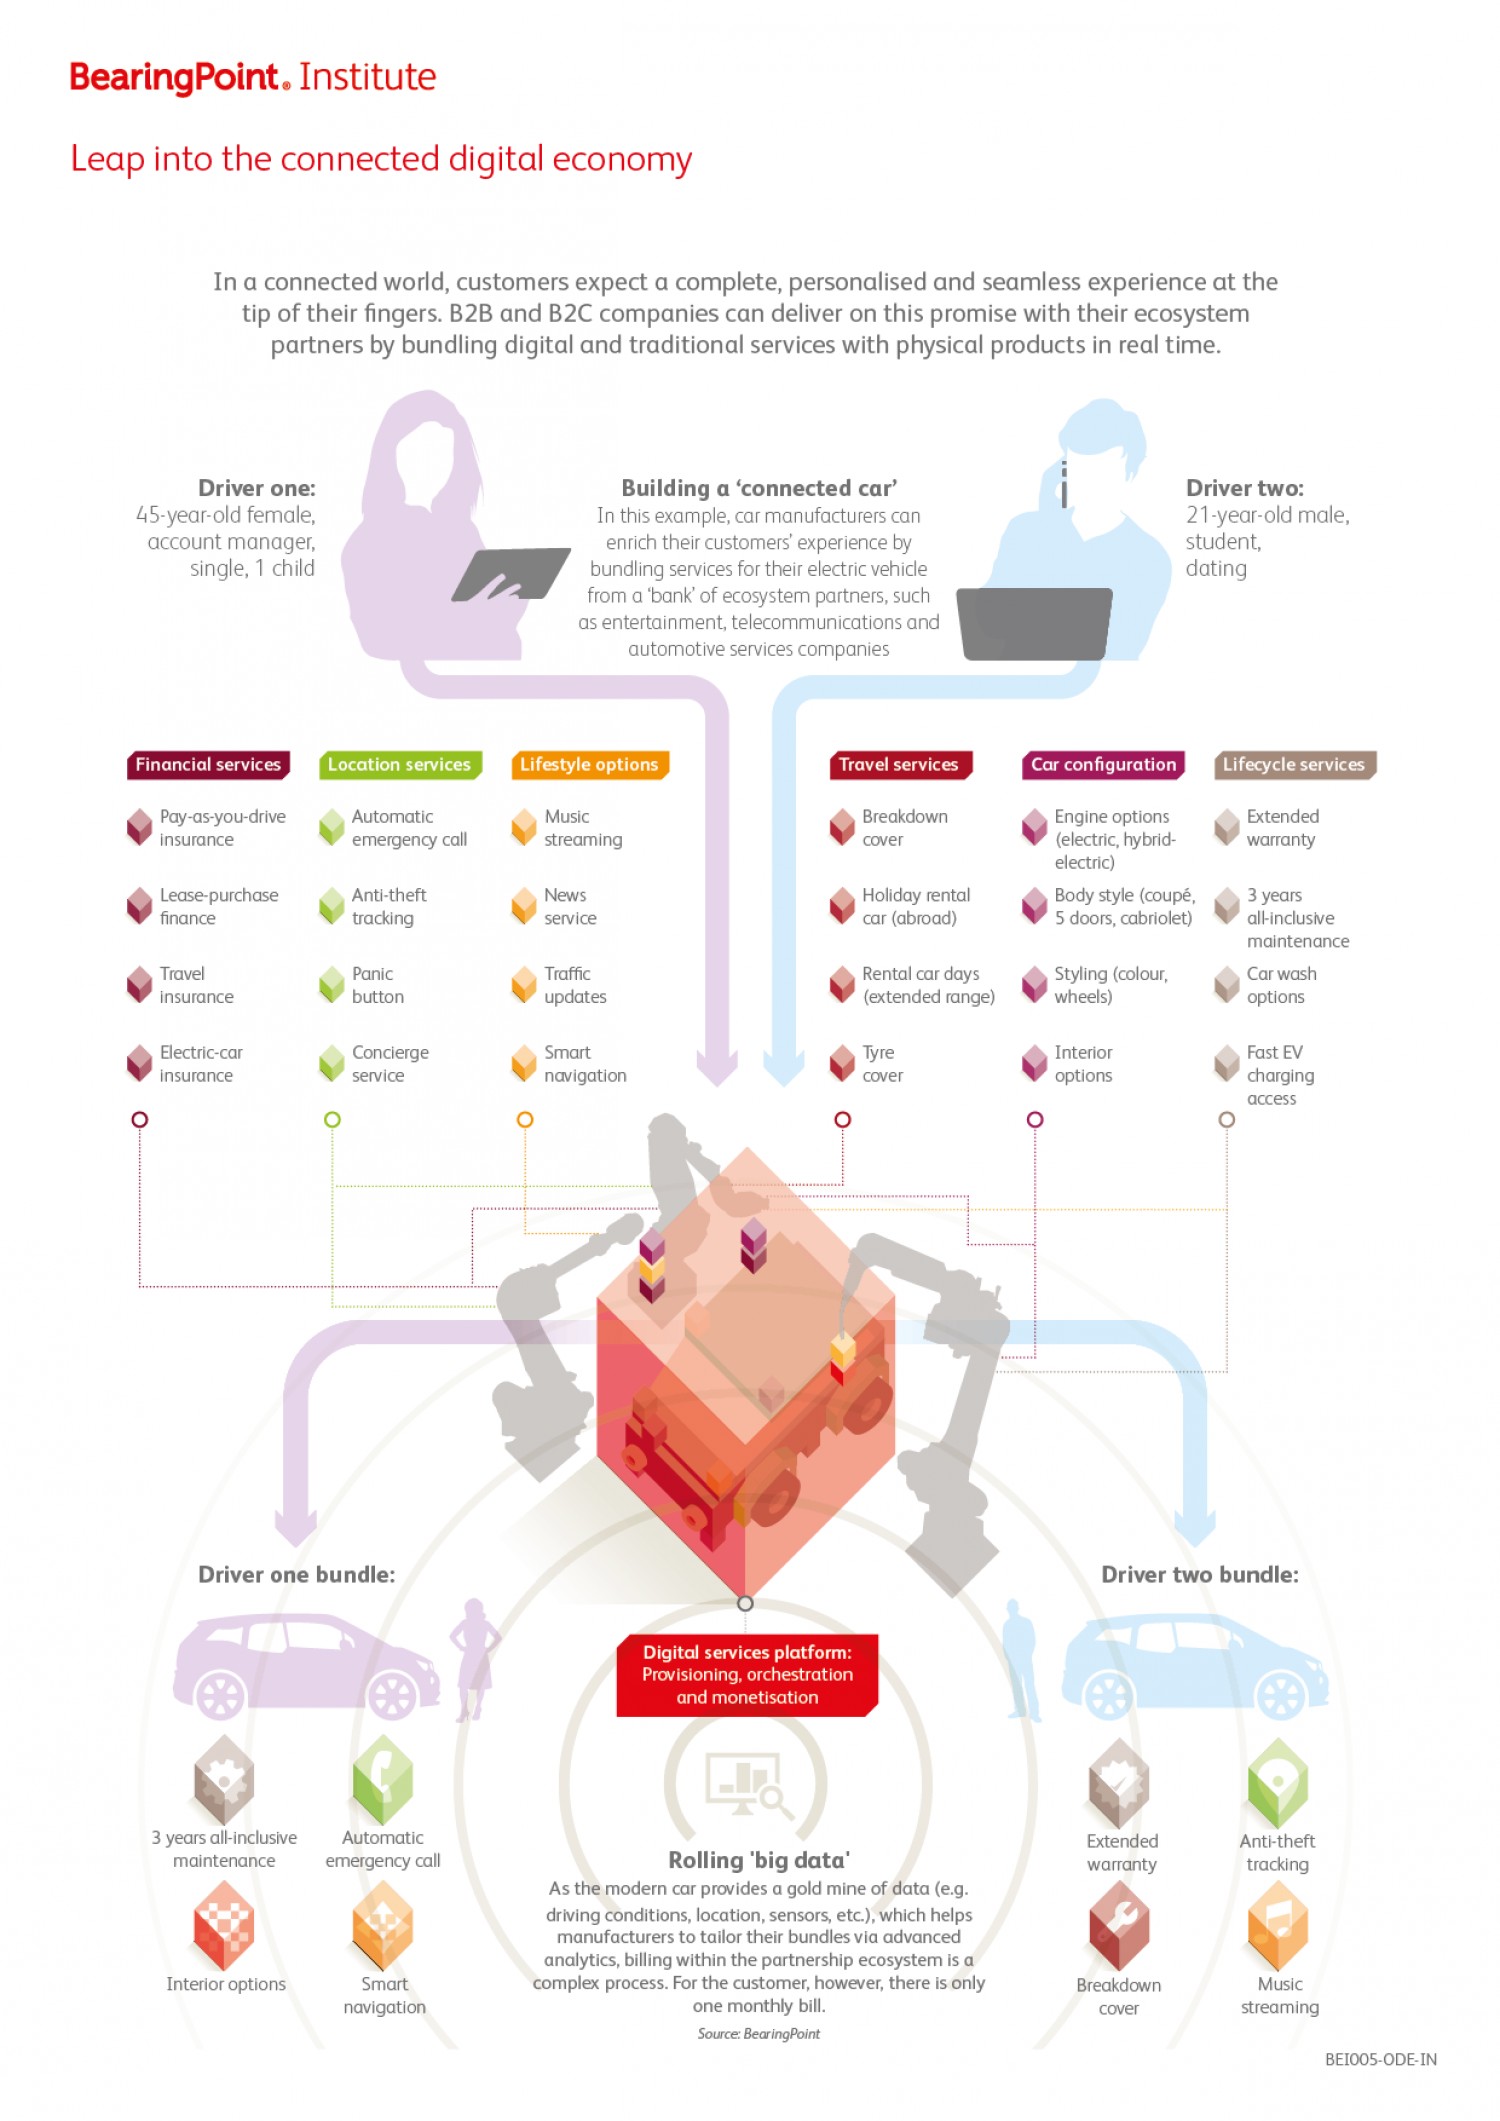 BearingPoint® Institute
Leap into the connected digital economy
In a connected world, customers expect a complete, personalised and seamless experience at the
tip of their fingers. B2B and B2C companies can deliver on this promise with their ecosystem
partners by bundling digital and traditional services with physical products in real time.
Driver one:
45-year-old female,
account manager,
single, 1 child
Building a ‘connected car’
In this example, car manufacturers can
enrich their customers’ experience by
bundling services for their electric vehicle
from a ‘bank’ of ecosystem partners, such
as entertainment, telecommunications and
automotive services companies
Driver two:
21-year-old male,
student,
dating
Financial services
Pay-as-you-drive
insurance
Lease-purchase
finance
Travel
insurance
Electric-car
insurance
Location services
Automatic
emergency call
Anti-theft
tracking
Panic
button
Concierge
service
Lifestyle options
Music
streaming
News
service
Traffic
updates
Smart
navigation
Travel services
Breakdown
cover
Holiday rental
car (abroad)
Rental car days
(extended range)
Tyre
cover
Car configuration
Engine options
(electric, hybrid-
electric)
Body style (coupé,
5 doors, cabriolet)
Styling (colour,
wheels)
Interior
options
Lifecycle services
Extended
warranty
3 years
all-inclusive
maintenance
Car wash
options
Fast EV
charging
access
Driver one bundle:
3 years all-inclusive
maintenance
Automatic
emergency call
Interior options
Smart
navigation
Digital services platform:
Provisioning, orchestration
and monetisation
Rolling 'big data'
As the modern car provides a gold mine of data (e.g.
driving conditions, location, sensors, etc.), which helps
manufacturers to tailor their bundles via advanced
analytics, billing within the partnership ecosystem is a
complex process. For the customer, however, there is only
one monthly bill.
Source: BearingPoint
Driver two bundle:
Extended
warranty
Anti-theft
tracking
Breakdown
cover
Music
streaming
BEI005-ODE-IN